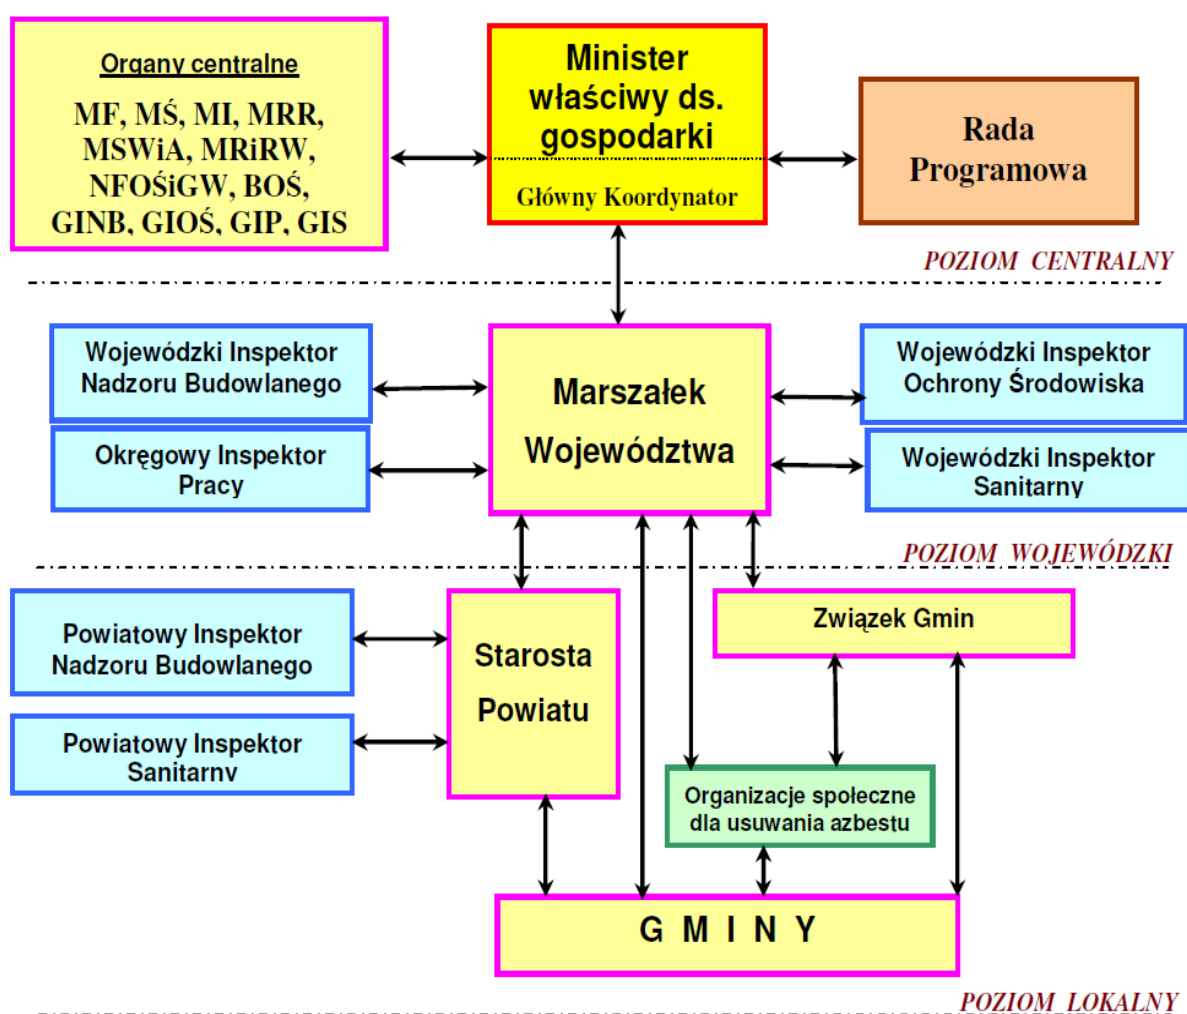 Organy centralne
MF, MŚ, MI, MRR,
MSWiA, MRiRW,
NFOŚiGW, BOŚ,
GINB, GIOŚ, GIP, GIS
Minister
właściwy ds.
gospodarki
Główny Koordynator
Rada
Programowa
POZIOM CENTRALNY
Wojewódzki Inspektor
Nadzoru Budowlanego
Okręgowy Inspektor
Pracy
Marszałek
Województwa
Wojewódzki Inspektor
Ochrony Środowiska
Wojewódzki Inspektor
Sanitarny
POZIOM WOJEWÓDZKI
Powiatowy Inspektor
Nadzoru Budowlanego
Powiatowy Inspektor
Sanitarny
Starosta
Powiatu
Związek Gmin
Organizacje społeczne
dla usuwania azbestu
G M I N Y
POZIOM LOKALNY